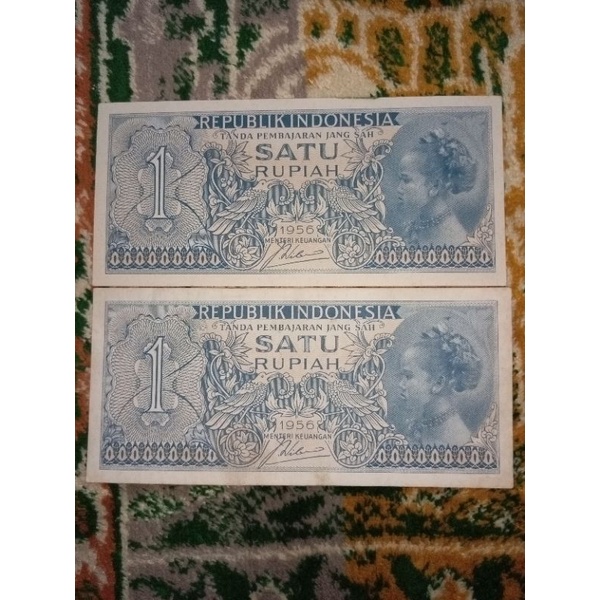 REPUBLIK INDONESIA
TANDA PEMBAJARAN JANG SAH
1
SATU
RUPIAH
1956
MENTERI KEUANGAN
REPUBLIK INDONESIA
TANDA PEMBAJARAN JANG SAH
1
SATU
RUPIAH
1956
MENTERI KEUANGAN